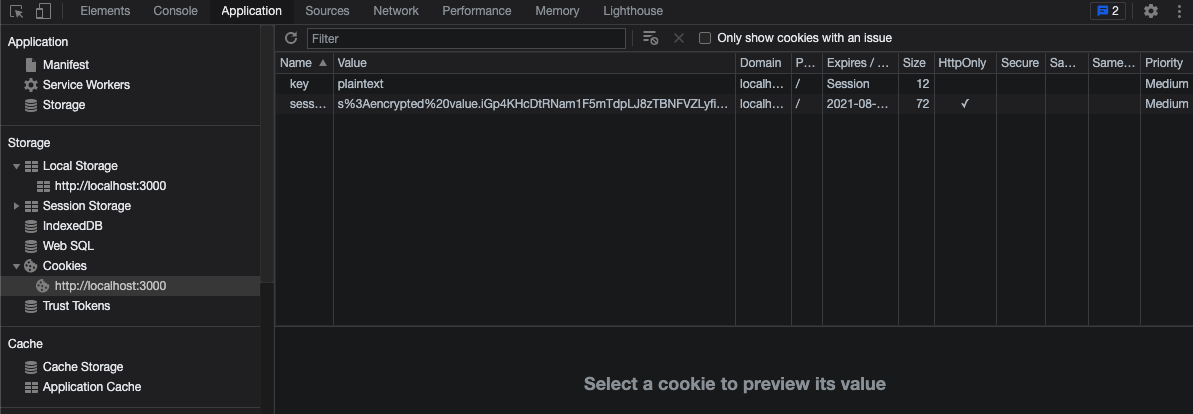 Elements Console Application Sources Network Performance Memory Lighthouse 2
Application
Manifest
Service Workers
Storage
Storage
Local Storage
http://localhost:3000
Session Storage
IndexedDB
Web SQL
Cookies
http://localhost:3000
Trust Tokens
Cache
Cache Storage
Application Cache
Filter Only show cookies with an issue
Name Value Domain P... Expires / ... Size HttpOnly Secure Sa... Same... Priority
key plaintext localh... / Session 12 Medium
sess... s%3Aencrypted%20value.iGp4KHcDtRNam1F5mTdpLJ8zTBNFVZLyfi... localh... / 2021-08-... 72 ✓ Medium
Select a cookie to preview its value